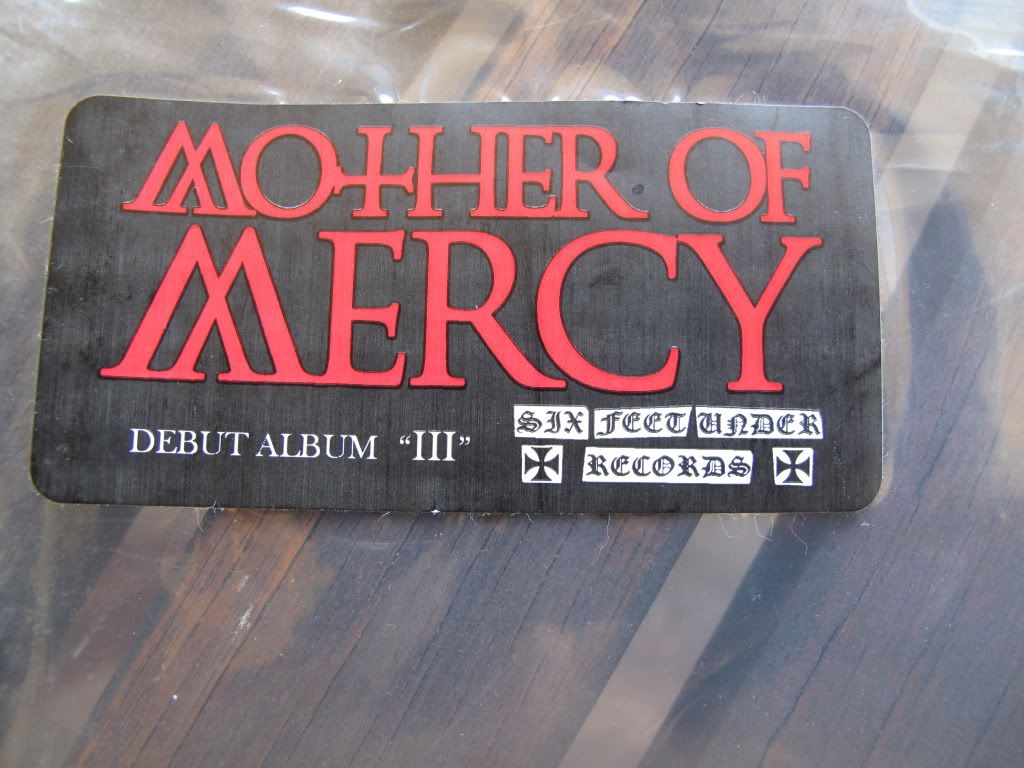 MOTHER OF
MERCY
DEBUT ALBUM "III"
SIX FEET UNDER
RECORDS